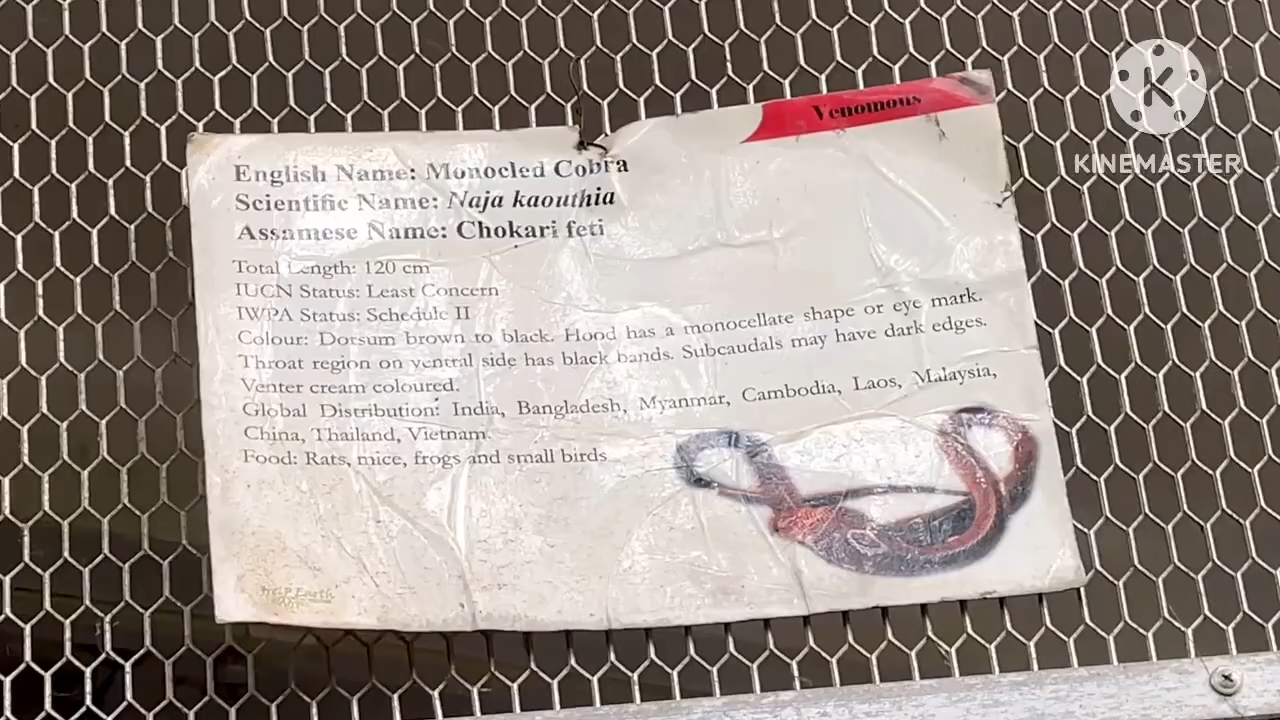 Venomous
English Name: Monocled Cobra
Scientific Name: Naja kaouthia
Assamese Name: Chokari feti
Total Length: 120 cm
IUCN Status: Least Concern
IWPA Status: Schedule II
Colour: Dorsum brown to black. Hood has a monocellate shape or eye mark.
Throat region on ventral side has black bands. Subcaudals may have dark edges.
Venter cream coloured.
Global Distribution: India, Bangladesh, Myanmar, Cambodia, Laos, Malaysia,
China, Thailand, Vietnam.
Food: Rats, mice, frogs and small birds
Help Earth
K
KINEMASTER